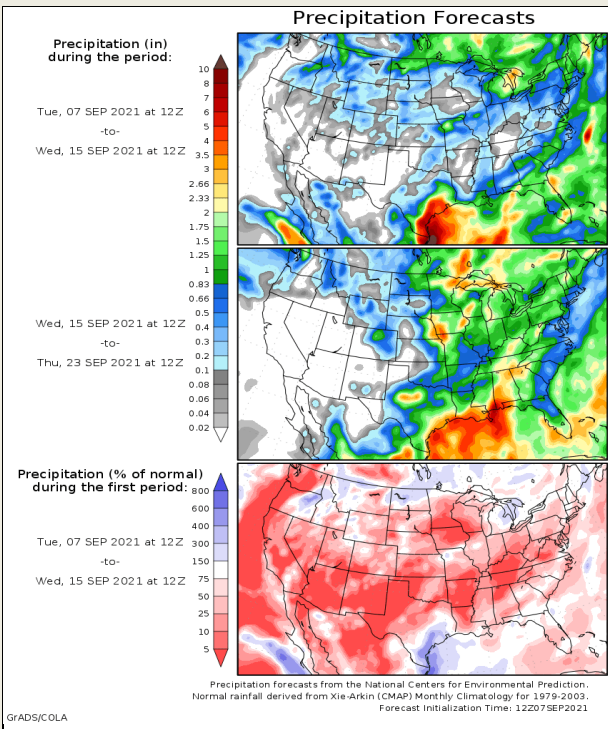 Precipitation Forecasts
Precipitation (in)
during the period:
Tue, 07 SEP 2021 at 12Z
-to-
Wed, 15 SEP 2021 at 12Z
10
8
7
6
5
4
3.5
3
2.66
2.33
2
1.75
1.5
1.25
1
0.83
0.66
0.5
0.4
0.3
0.2
0.1
0.08
0.06
0.04
0.02
Wed, 15 SEP 2021 at 12Z
-to-
Thu, 23 SEP 2021 at 12Z
Precipitation (% of normal)
during the first period:
Tue, 07 SEP 2021 at 12Z
-to-
Wed, 15 SEP 2021 at 12Z
800
600
400
300
150
75
50
25
10
5
Precipitation forecasts from the National Centers for Environmental Prediction.
Normal rainfall derived from Xie-Arkin (CMAP) Monthly Climatology for 1979-2003.
Forecast Initialization Time: 12Z07SEP2021
GrADS/COLA